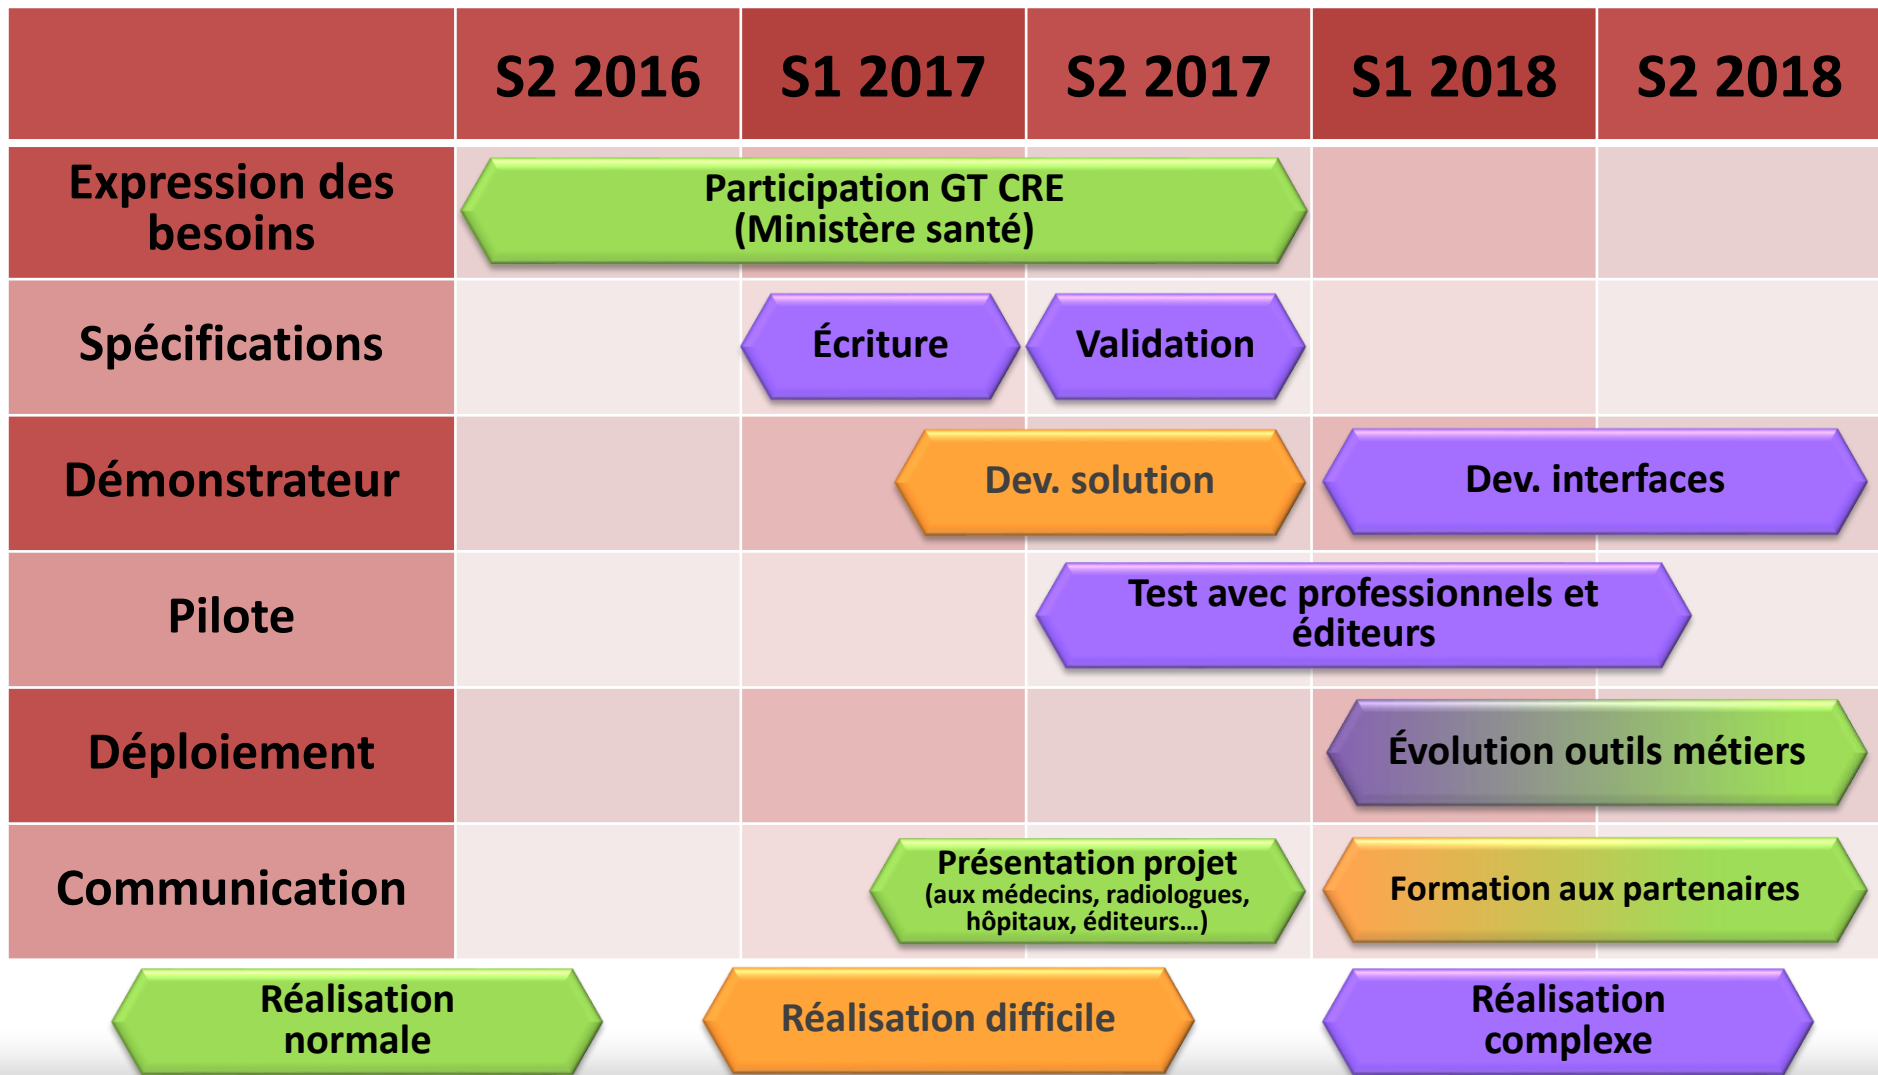 S2 2016
S1 2017
S2 2017
S1 2018
S2 2018
Expression des
besoins
Participation GT CRE
(Ministère santé)
Spécifications
Écriture
Validation
Démonstrateur
Dev. solution
Dev. interfaces
Pilote
Test avec professionnels et
éditeurs
Déploiement
Évolution outils métiers
Communication
Présentation projet
(aux médecins, radiologues,
hôpitaux, éditeurs…)
Formation aux partenaires
Réalisation
normale
Réalisation difficile
Réalisation
complexe